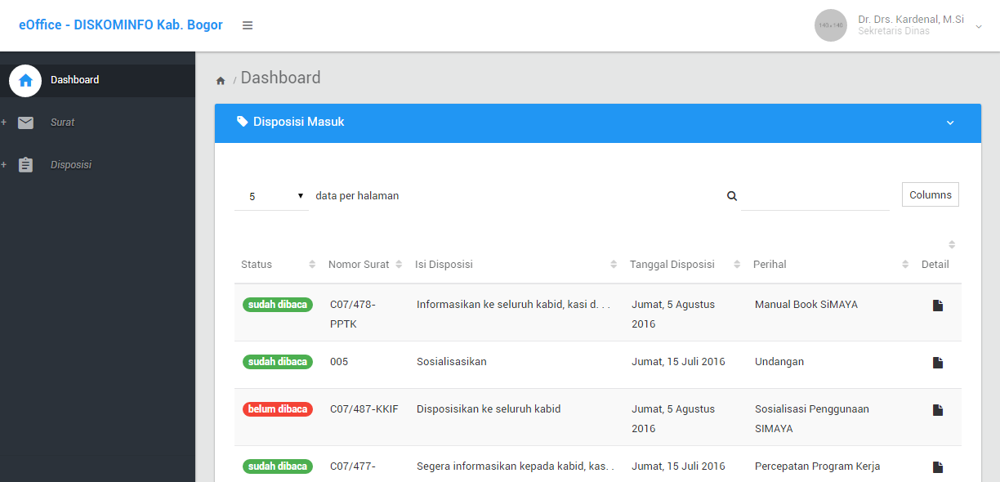 eOffice - DISKOMINFO Kab. Bogor
140×140
Dr. Drs. Kardenal, M.Si
Sekretaris Dinas
Dashboard
+ Surat
+ Disposisi
/ Dashboard
Disposisi Masuk
5 data per halaman
Columns
Status Nomor Surat Isi Disposisi Tanggal Disposisi Perihal Detail
sudah dibaca C07/478- Informasikan ke seluruh kabid, kasi d. . . Jumat, 5 Agustus Manual Book SiMAYA
PPTK 2016
sudah dibaca 005 Sosialisasikan Jumat, 15 Juli 2016 Undangan
belum dibaca C07/487-KKIF Disposisikan ke seluruh kabid Jumat, 5 Agustus Sosialisasi Penggunaan
2016 SIMAYA
sudah dibaca C07/477- Segera informasikan kepada kabid, kas. . Jumat, 15 Juli 2016 Percepatan Program Kerja